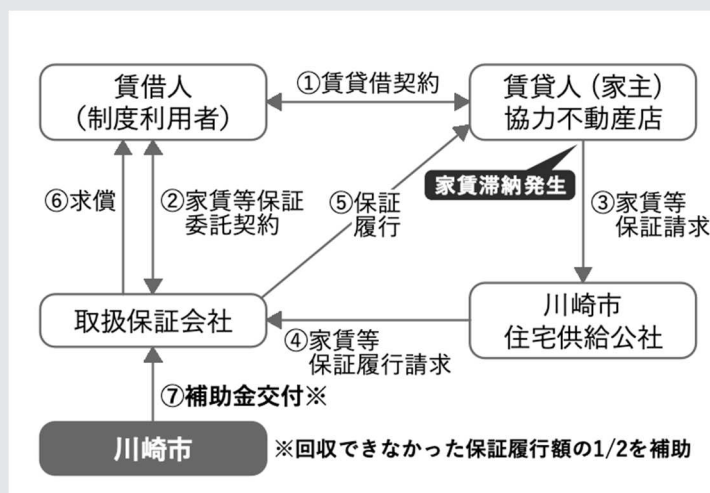 賃借人
（制度利用者）
①賃貸借契約
賃貸人（家主）
協力不動産店
家賃滞納発生
⑥求償
②家賃等保証
委託契約
⑤保証
履行
③家賃等
保証請求
取扱保証会社
④家賃等
保証履行請求
川崎市
住宅供給公社
⑦補助金交付※
川崎市
※回収できなかった保証履行額の1/2を補助